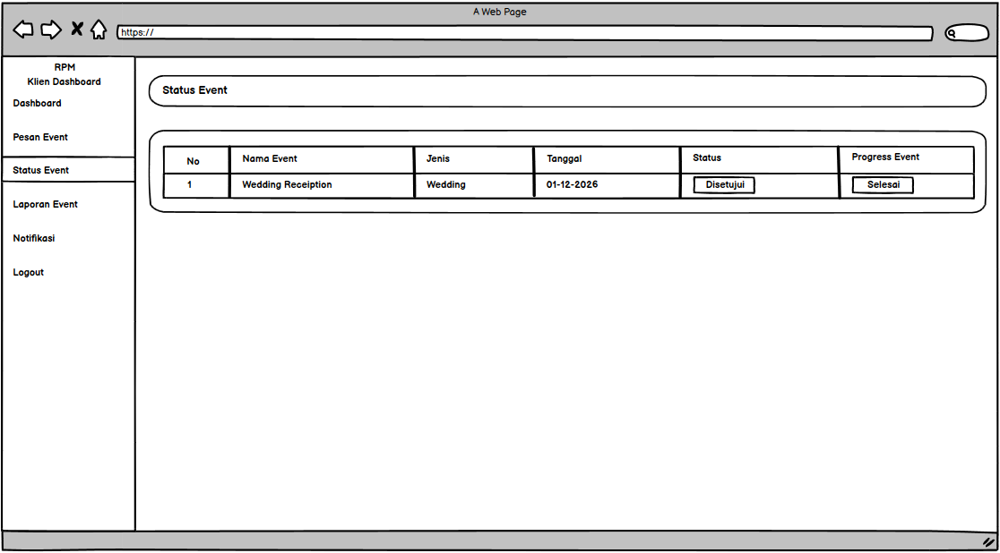 A Web Page
https://
RPM
Klien Dashboard
Dashboard
Pesan Event
Status Event
Laporan Event
Notifikasi
Logout
Status Event
No Nama Event Jenis Tanggal Status Progress Event
1 Wedding Receiption Wedding 01-12-2026 Disetujui Selesai